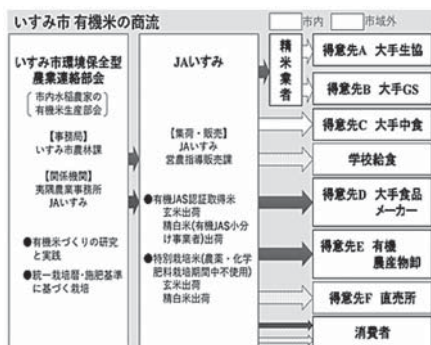 いすみ市 有機米の商流
市内
市域外
いすみ市環境保全型
農業連絡部会
市内水稲農家の
有機米生産部会
【事務局】
いすみ市農林課
【関係機関】
夷隅農業事務所
JAいすみ
●有機米づくりの研究
と実践
●統一栽培暦・施肥基準
に基づく栽培
JAいすみ
【集荷・販売】
JAいすみ
営農指導販売課
●有機JAS認証取得米
玄米出荷
精白米(有機JAS小分
け事業者)出荷
●特別栽培米(農薬・化学
肥料栽培期間中不使用)
玄米出荷
精白米出荷
精米業者
得意先A 大手生協
得意先B 大手GS
得意先C 大手中食
学校給食
得意先D 大手食品
メーカー
得意先E 有機
農産物卸
得意先F 直売所
消費者